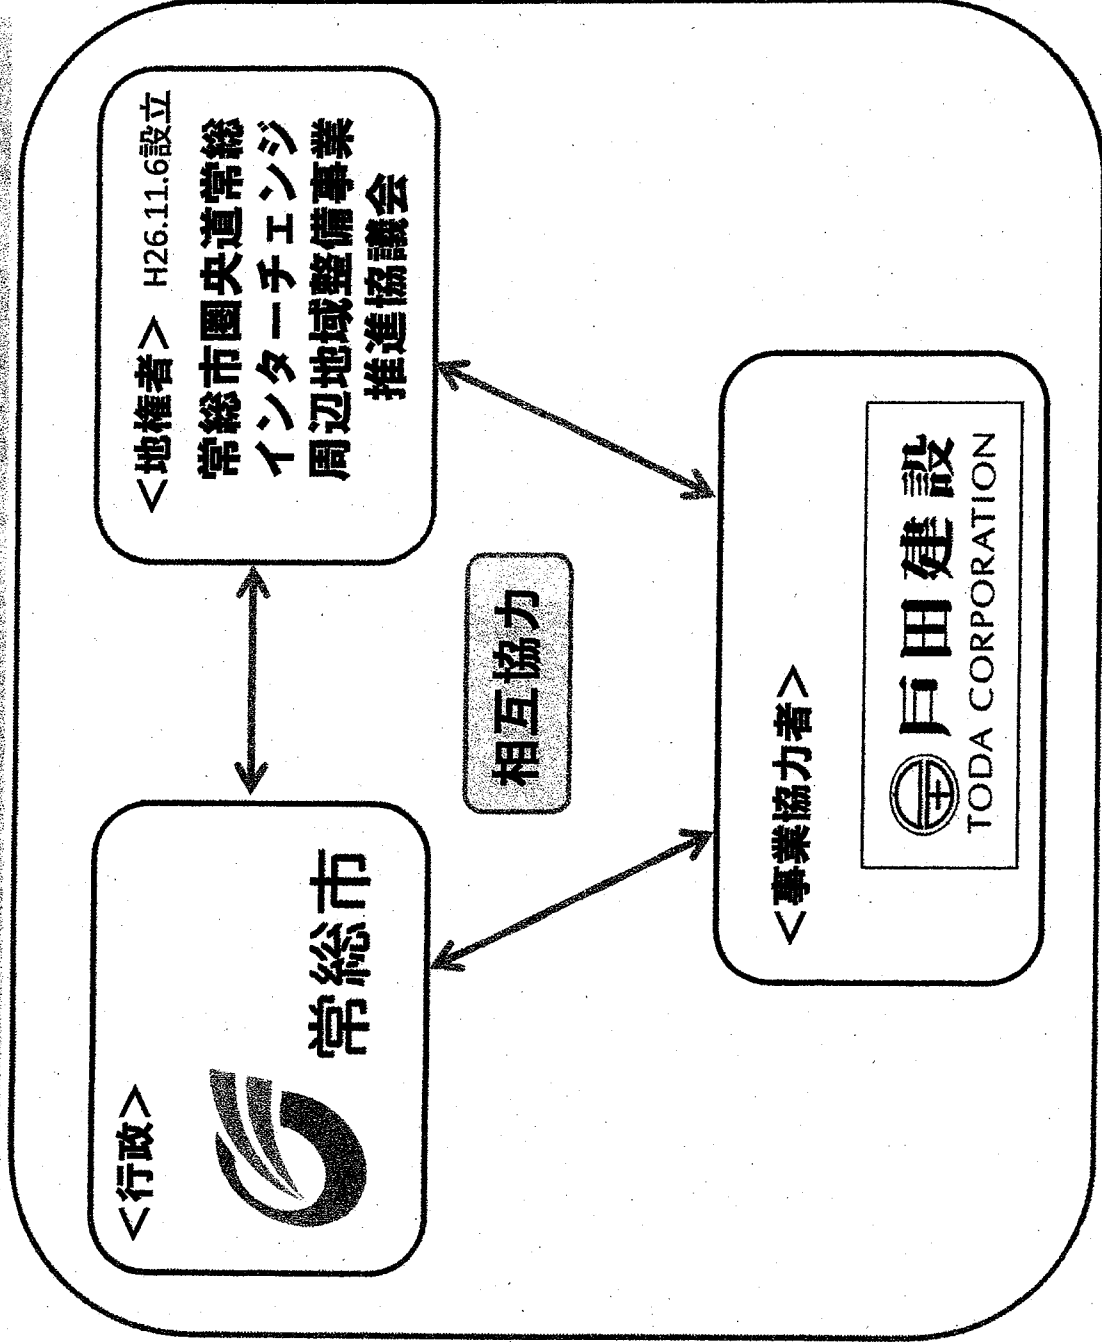 ＜行政＞
常総市
＜地権者＞ H26.11.6設立
常総市圏央道常総
インターチェンジ
周辺地域整備事業
推進協議会
相互協力
＜事業協力者＞
戸田建設
TODA CORPORATION